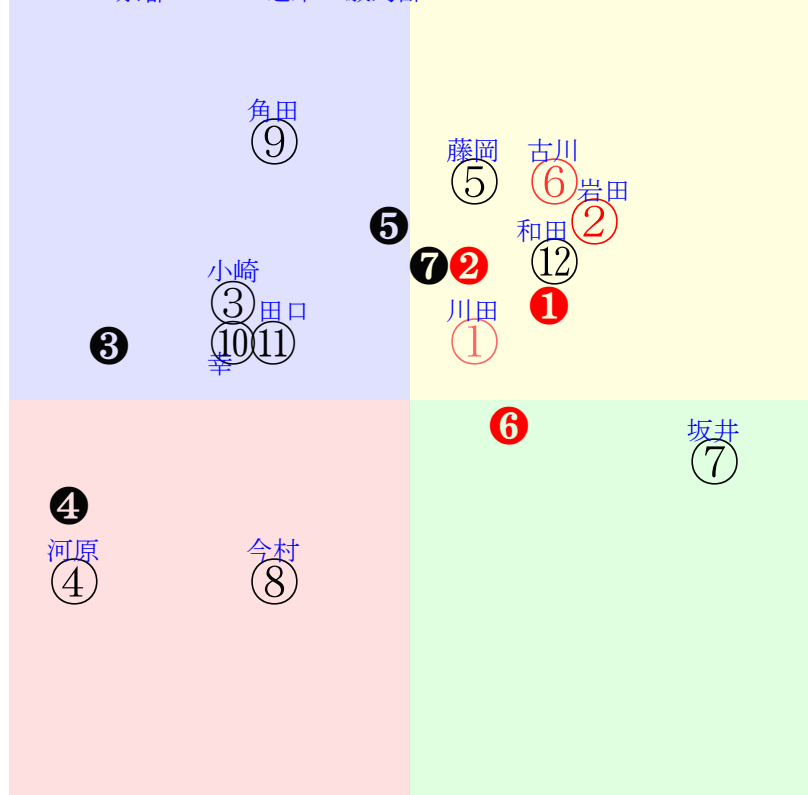 角田
⑨
藤岡 古川
⑤ ⑥ 岩田
②
❺ 和田
❼ ❷ ⑫
小崎
③ 田口 川田 ❶
❸ ⑩ ⑪ ①
幸
❻ 坂井
⑦
❹
河原 今村
④ ⑧